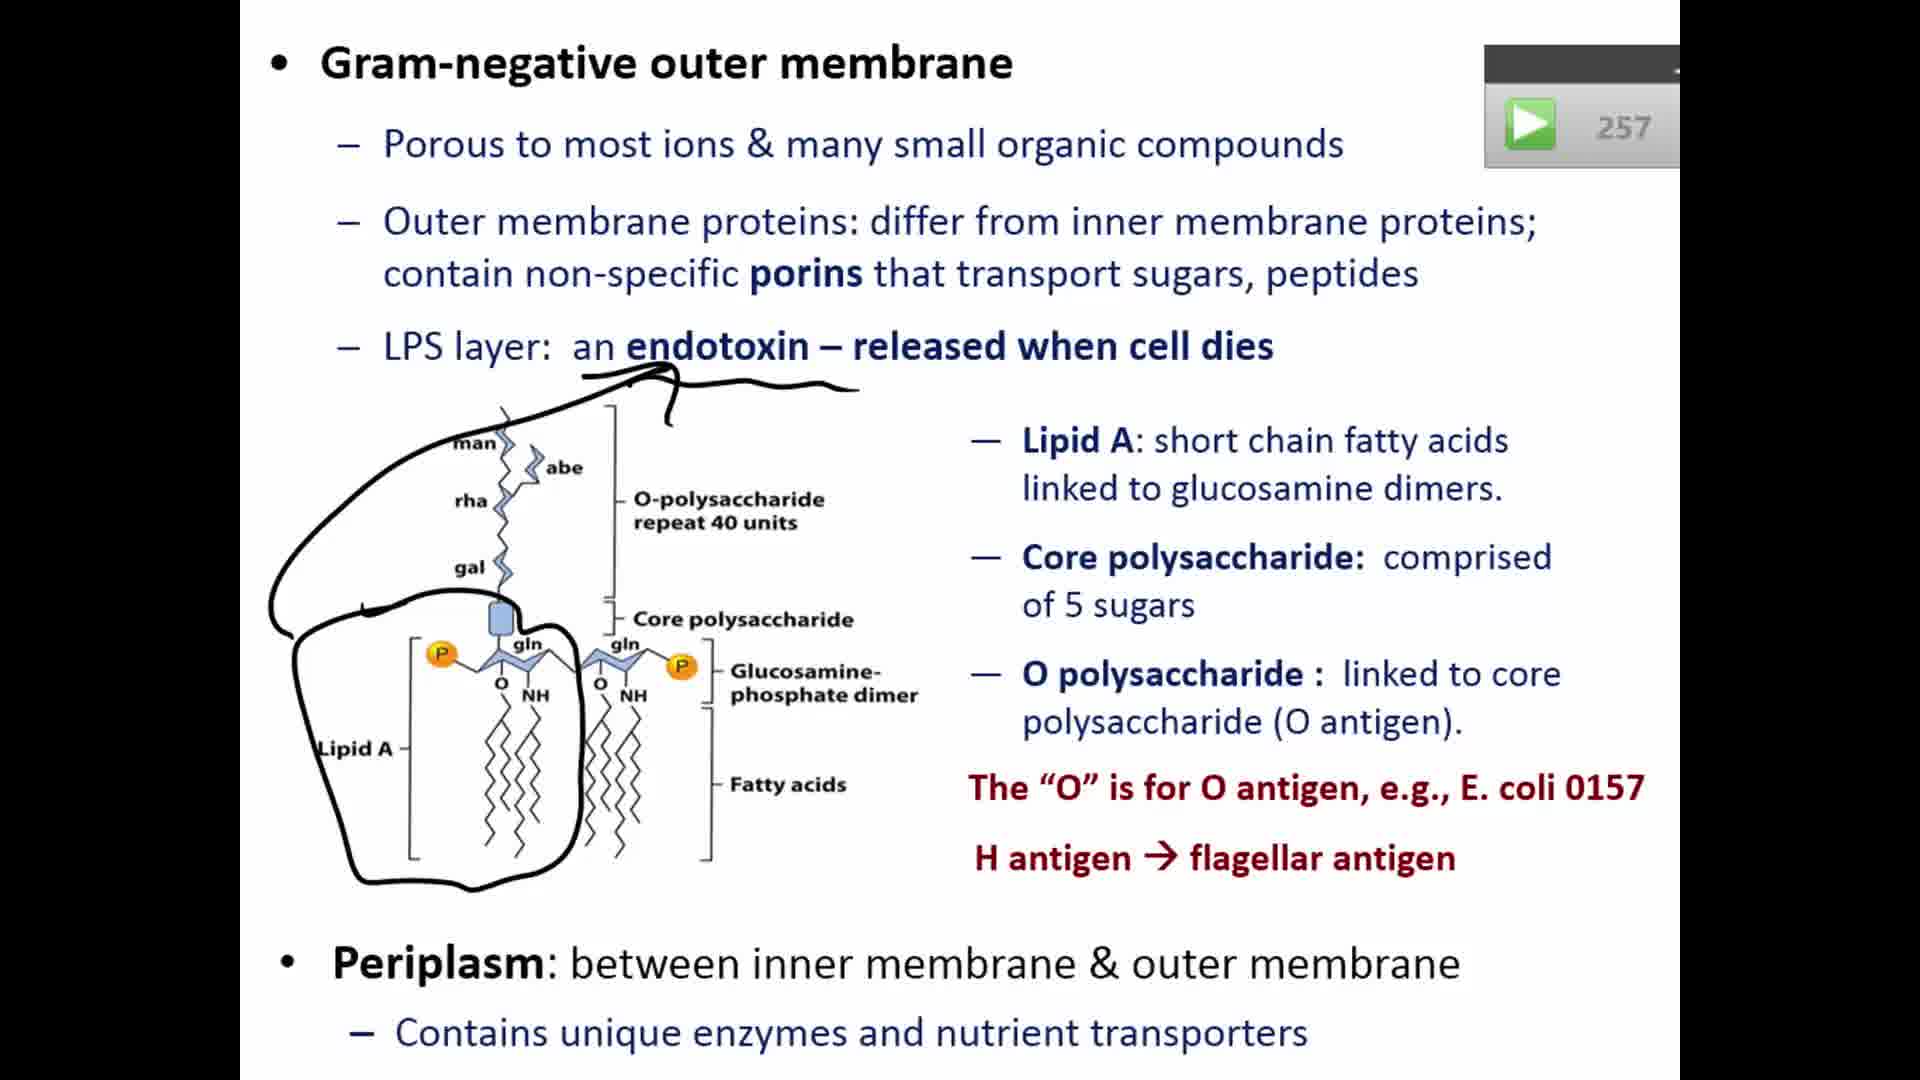 • Gram-negative outer membrane
257
– Porous to most ions & many small organic compounds
– Outer membrane proteins: differ from inner membrane proteins;
contain non-specific porins that transport sugars, peptides
– LPS layer: an endotoxin – released when cell dies
man
abe
rha
gal
O-polysaccharide
repeat 40 units
Core polysaccharide
P
gln
gln
P
O
NH
O
NH
Glucosamine-
phosphate dimer
Lipid A
Fatty acids
— Lipid A: short chain fatty acids
linked to glucosamine dimers.
— Core polysaccharide: comprised
of 5 sugars
— O polysaccharide : linked to core
polysaccharide (O antigen).
The “O” is for O antigen, e.g., E. coli 0157
H antigen → flagellar antigen
• Periplasm: between inner membrane & outer membrane
– Contains unique enzymes and nutrient transporters